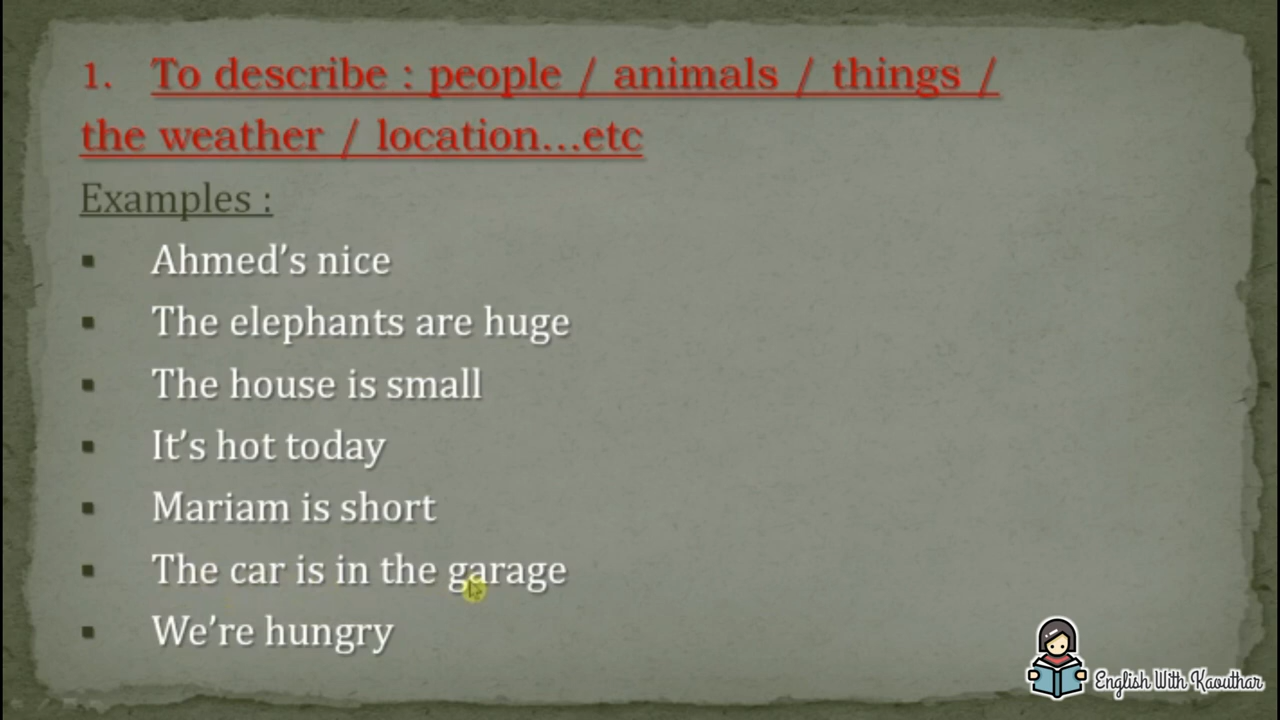 1. To describe : people / animals / things /
the weather / location...etc
Examples :
▪ Ahmed’s nice
▪ The elephants are huge
▪ The house is small
▪ It’s hot today
▪ Mariam is short
▪ The car is in the garage
▪ We’re hungry
English With Kaouthar